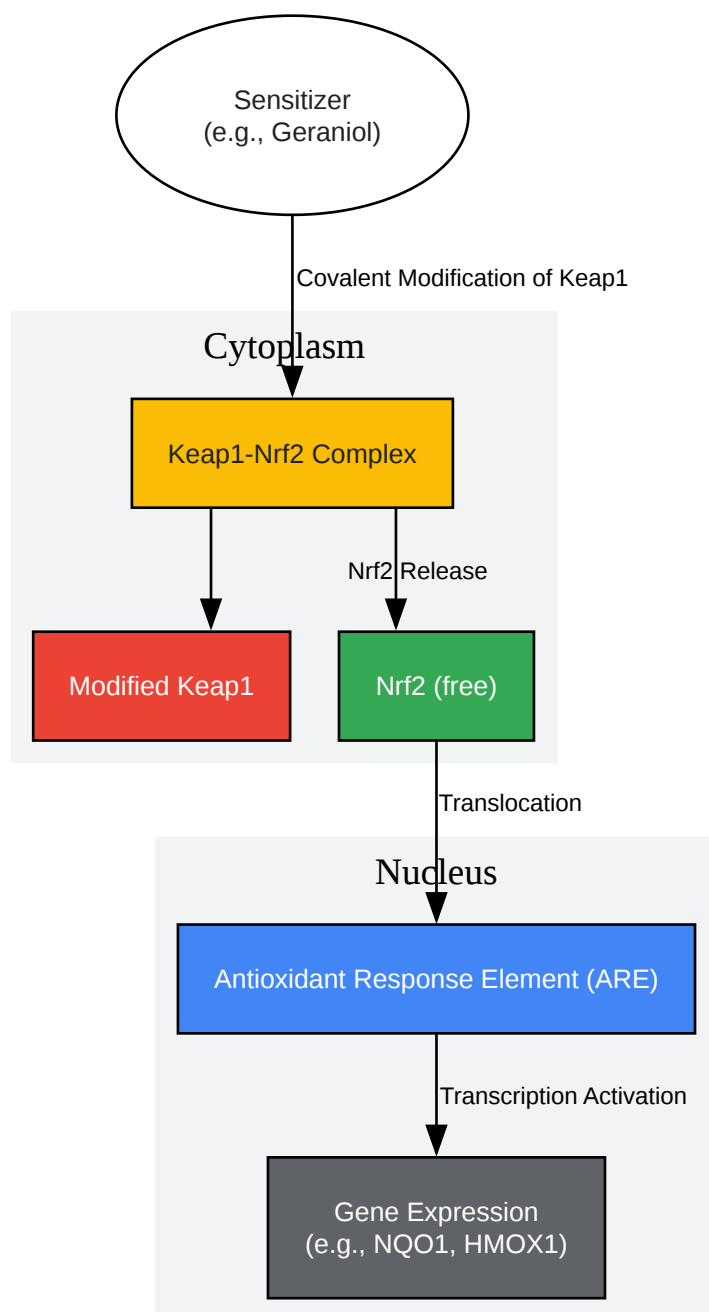 Sensitizer
(e.g., Geraniol)
Covalent Modification of Keap1
Cytoplasm
Keap1-Nrf2 Complex
Nrf2 Release
Modified Keap1
Nrf2 (free)
Translocation
Nucleus
Antioxidant Response Element (ARE)
Transcription Activation
Gene Expression
(e.g., NQO1, HMOX1)